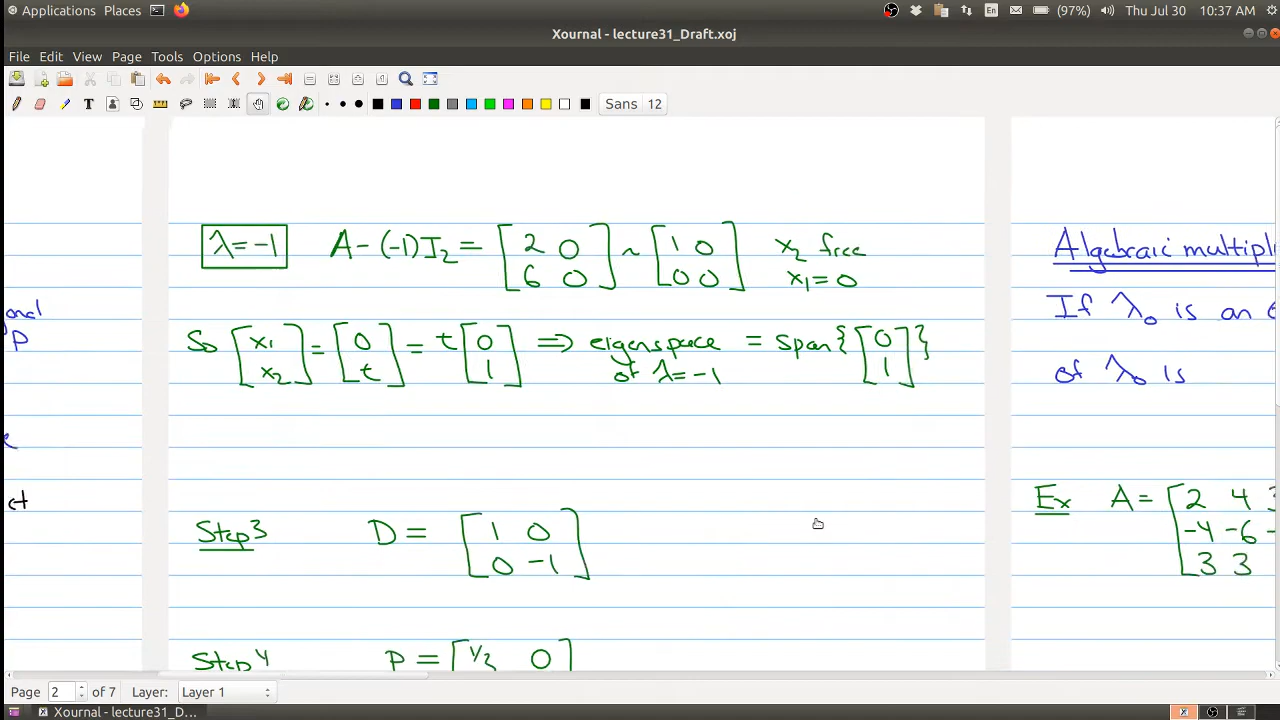 Applications Places (97%) Thu Jul 30 10:37 AM
Xournal - lecture31_Draft.xoj
File Edit View Page Tools Options Help
Sans 12
λ=-1 A-(-1)I₂= [2 0 ~ [1 0 x₂ free
6 0] 0 0] x₁=0
So [x₁ = [0 = t [0 ⟹ eigenspace = span{[0
x₂] t] 1] of λ=-1 1]}
Step3 D = [1 0
0 -1]
Step4 P = [1/2 0]
onal
P
ct
Algebraic multipl
If λ₀ is an
of λ₀ is
Ex A = [2 4
-4 -6 -
3 3
Page 2 of 7 Layer: Layer 1
Xournal - lecture31_D...